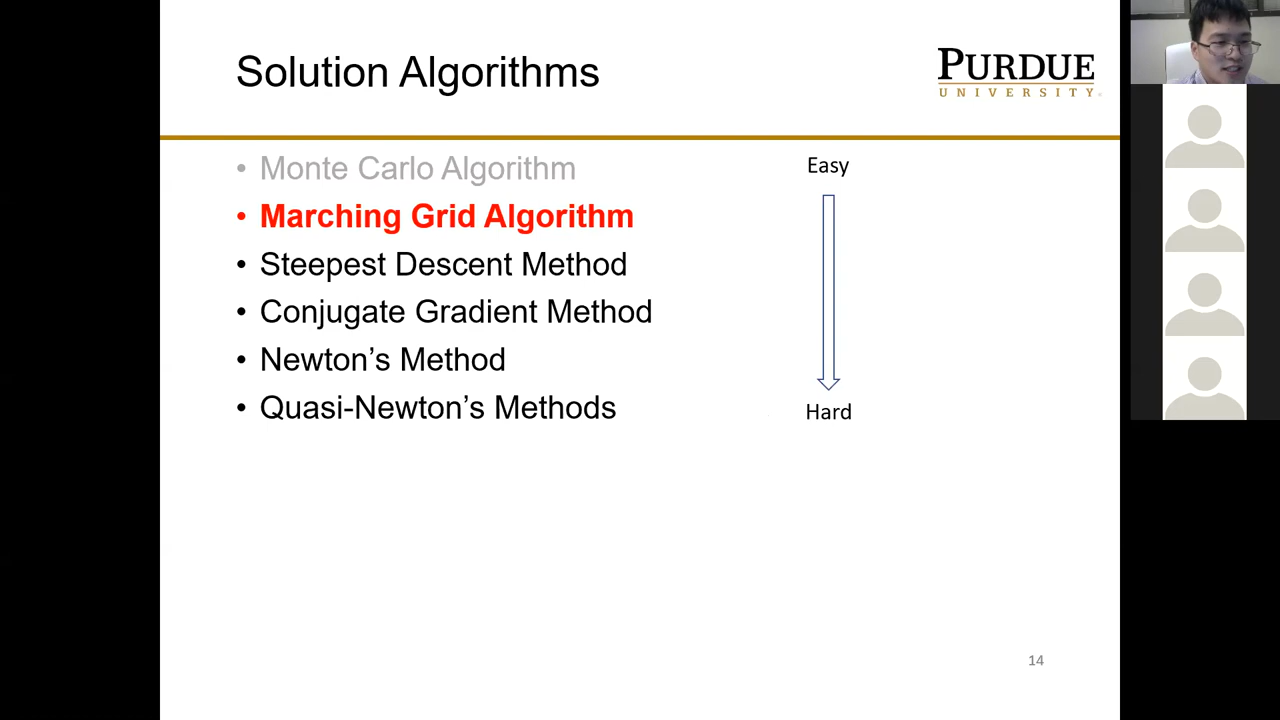 Solution Algorithms
PURDUE
UNIVERSITY®
• Monte Carlo Algorithm
• Marching Grid Algorithm
• Steepest Descent Method
• Conjugate Gradient Method
• Newton’s Method
• Quasi-Newton’s Methods
Easy
Hard
14